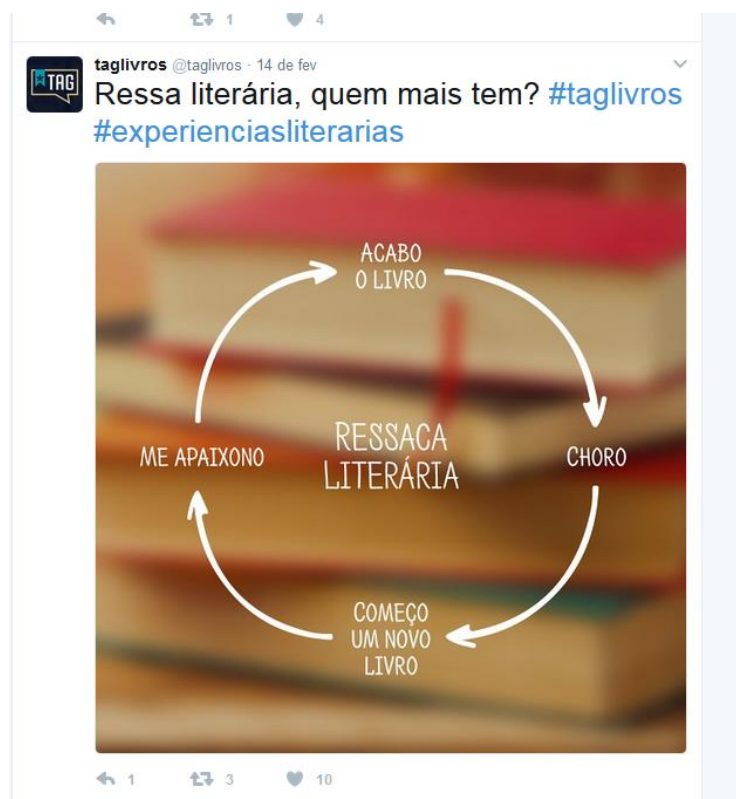 1 4
TAG
taglivros @taglivros · 14 de fev
Ressa literária, quem mais tem? #taglivros
#experienciasliterarias
ACABO
O LIVRO
RESSACA
LITERÁRIA
ME APAIXONO
CHORO
COMEÇO
UM NOVO
LIVRO
1 3 10